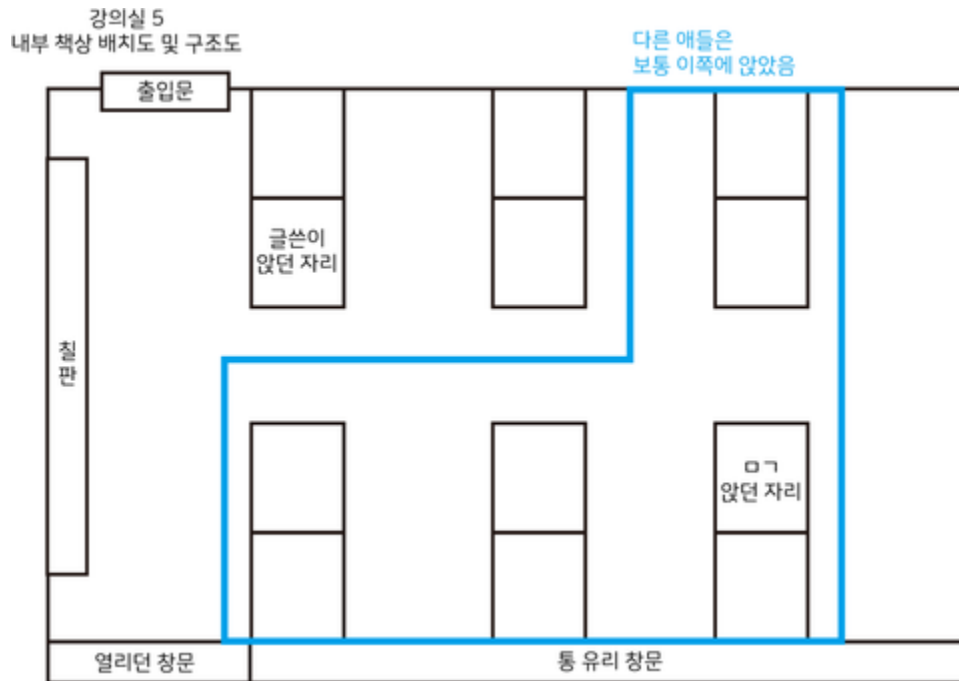 강의실 5
내부 책상 배치도 및 구조도
다른 애들은
보통 이쪽에 앉았음
출입문
글쓴이
앉던 자리
칠
판
ㅁㄱ
앉던 자리
열리던 창문
통 유리 창문